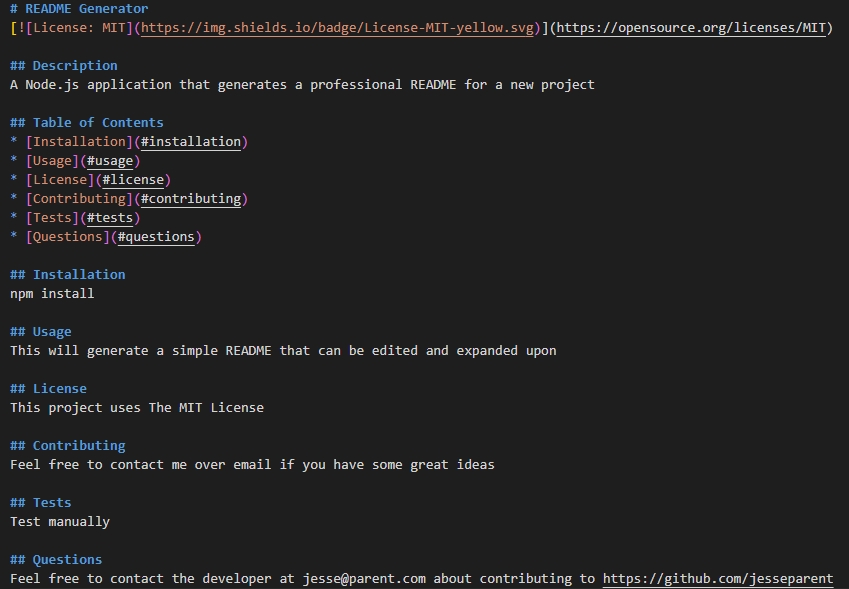 # README Generator
[![License: MIT](https://img.shields.io/badge/License-MIT-yellow.svg)](https://opensource.org/licenses/MIT)
## Description
A Node.js application that generates a professional README for a new project
## Table of Contents
* [Installation](#installation)
* [Usage](#usage)
* [License](#license)
* [Contributing](#contributing)
* [Tests](#tests)
* [Questions](#questions)
## Installation
npm install
## Usage
This will generate a simple README that can be edited and expanded upon
## License
This project uses The MIT License
## Contributing
Feel free to contact me over email if you have some great ideas
## Tests
Test manually
## Questions
Feel free to contact the developer at jesse@parent.com about contributing to https://github.com/jesseparent